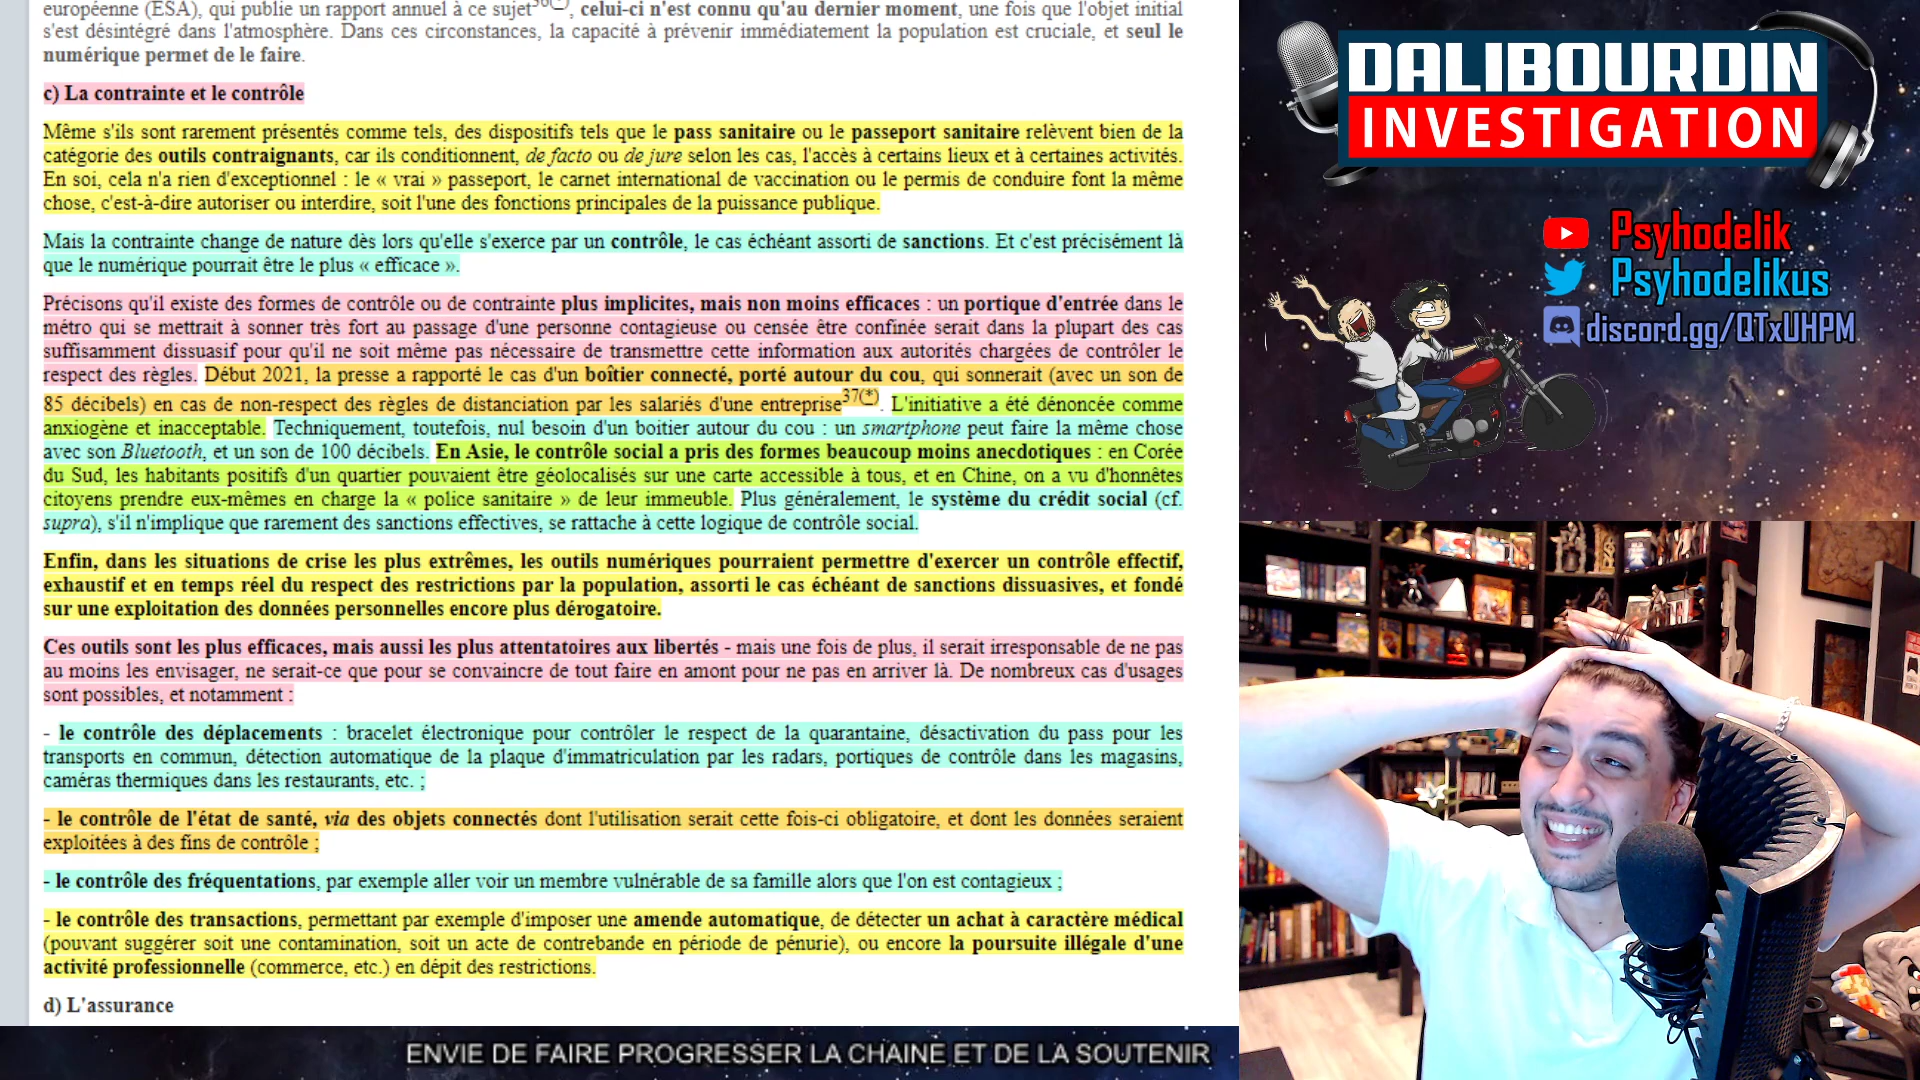 européenne (ESA), qui publie un rapport annuel à ce sujet36(*), celui-ci n'est connu qu'au dernier moment, une fois que l'objet initial
s'est désintégré dans l'atmosphère. Dans ces circonstances, la capacité à prévenir immédiatement la population est cruciale, et seul le
numérique permet de le faire.
c) La contrainte et le contrôle
Même s'ils sont rarement présentés comme tels, des dispositifs tels que le pass sanitaire ou le passeport sanitaire relèvent bien de la
catégorie des outils contraignants, car ils conditionnent, de facto ou de jure selon les cas, l'accès à certains lieux et à certaines activités.
En soi, cela n'a rien d'exceptionnel : le « vrai » passeport, le carnet international de vaccination ou le permis de conduire font la même
chose, c'est-à-dire autoriser ou interdire, soit l'une des fonctions principales de la puissance publique.
Mais la contrainte change de nature dès lors qu'elle s'exerce par un contrôle, le cas échéant assorti de sanctions. Et c'est précisément là
que le numérique pourrait être le plus « efficace ».
Précisons qu'il existe des formes de contrôle ou de contrainte plus implicites, mais non moins efficaces : un portique d'entrée dans le
métro qui se mettrait à sonner très fort au passage d'une personne contagieuse ou censée être confinée serait dans la plupart des cas
suffisamment dissuasif pour qu'il ne soit même pas nécessaire de transmettre cette information aux autorités chargées de contrôler le
respect des règles. Début 2021, la presse a rapporté le cas d'un boîtier connecté, porté autour du cou, qui sonnerait (avec un son de
85 décibels) en cas de non-respect des règles de distanciation par les salariés d'une entreprise37(*). L'initiative a été dénoncée comme
anxiogène et inacceptable. Techniquement, toutefois, nul besoin d'un boitier autour du cou : un smartphone peut faire la même chose
avec son Bluetooth, et un son de 100 décibels. En Asie, le contrôle social a pris des formes beaucoup moins anecdotiques : en Corée
du Sud, les habitants positifs d'un quartier pouvaient être géolocalisés sur une carte accessible à tous, et en Chine, on a vu d'honnêtes
citoyens prendre eux-mêmes en charge la « police sanitaire » de leur immeuble. Plus généralement, le système du crédit social (cf.
supra), s'il n'implique que rarement des sanctions effectives, se rattache à cette logique de contrôle social.
Enfin, dans les situations de crise les plus extrêmes, les outils numériques pourraient permettre d'exercer un contrôle effectif,
exhaustif et en temps réel du respect des restrictions par la population, assorti le cas échéant de sanctions dissuasives, et fondé
sur une exploitation des données personnelles encore plus dérogatoire.
Ces outils sont les plus efficaces, mais aussi les plus attentatoires aux libertés - mais une fois de plus, il serait irresponsable de ne pas
au moins les envisager, ne serait-ce que pour se convaincre de tout faire en amont pour ne pas en arriver là. De nombreux cas d'usages
sont possibles, et notamment :
- le contrôle des déplacements : bracelet électronique pour contrôler le respect de la quarantaine, désactivation du pass pour les
transports en commun, détection automatique de la plaque d'immatriculation par les radars, portiques de contrôle dans les magasins,
caméras thermiques dans les restaurants, etc. ;
- le contrôle de l'état de santé, via des objets connectés dont l'utilisation serait cette fois-ci obligatoire, et dont les données seraient
exploitées à des fins de contrôle ;
- le contrôle des fréquentations, par exemple aller voir un membre vulnérable de sa famille alors que l'on est contagieux ;
- le contrôle des transactions, permettant par exemple d'imposer une amende automatique, de détecter un achat à caractère médical
(pouvant suggérer soit une contamination, soit un acte de contrebande en période de pénurie), ou encore la poursuite illégale d'une
activité professionnelle (commerce, etc.) en dépit des restrictions.
d) L'assurance
ENVIE DE FAIRE PROGRESSER LA CHAINE ET DE LA SOUTENIR
DALIBOURDIN
INVESTIGATION
Psyhodelik
Psyhodelikus
discord.gg/QTxUHPM